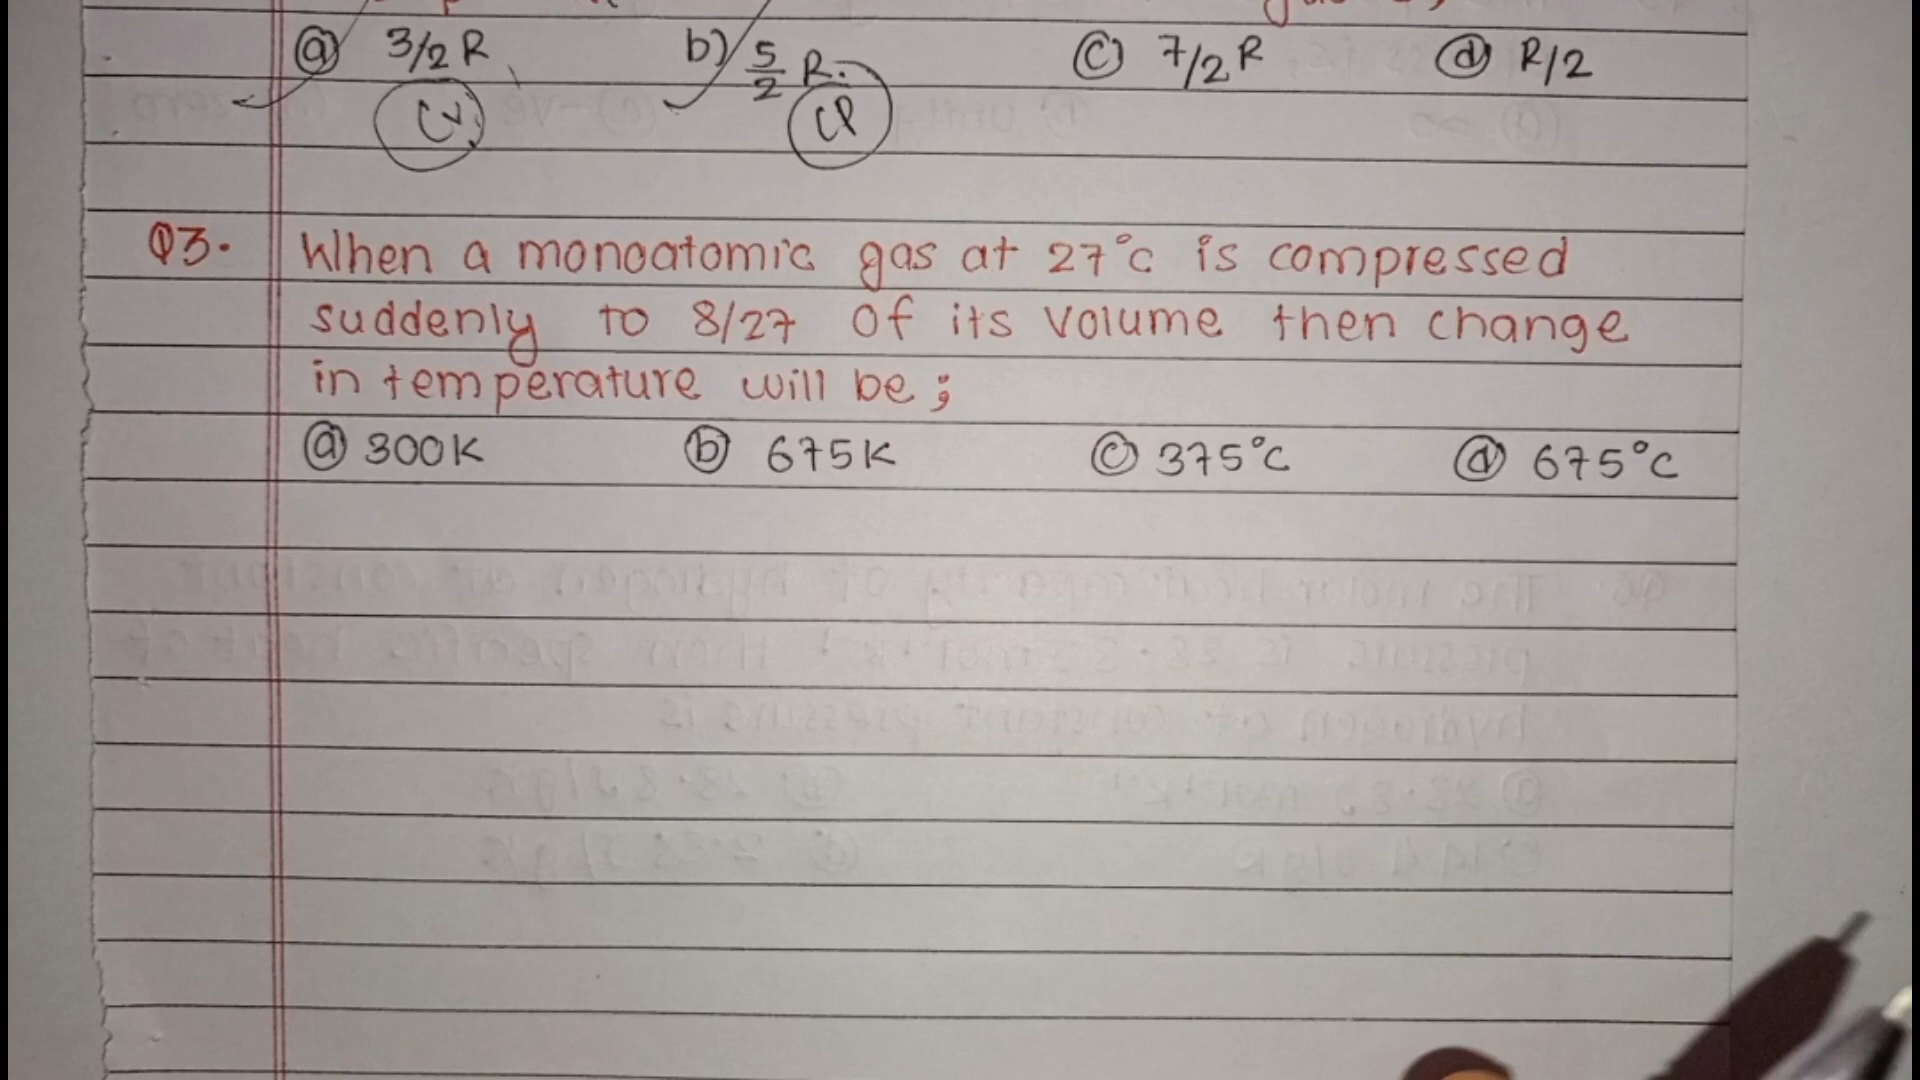 ⓐ 3/2 R b) 5/2 R. ⓒ 7/2 R ⓓ R/2
Cv CP
Q3. When a monoatomic gas at 27°C is compressed
suddenly to 8/27 of its volume then change
in temperature will be;
ⓐ 300K ⓑ 675K ⓒ 375°C ⓓ 675°C